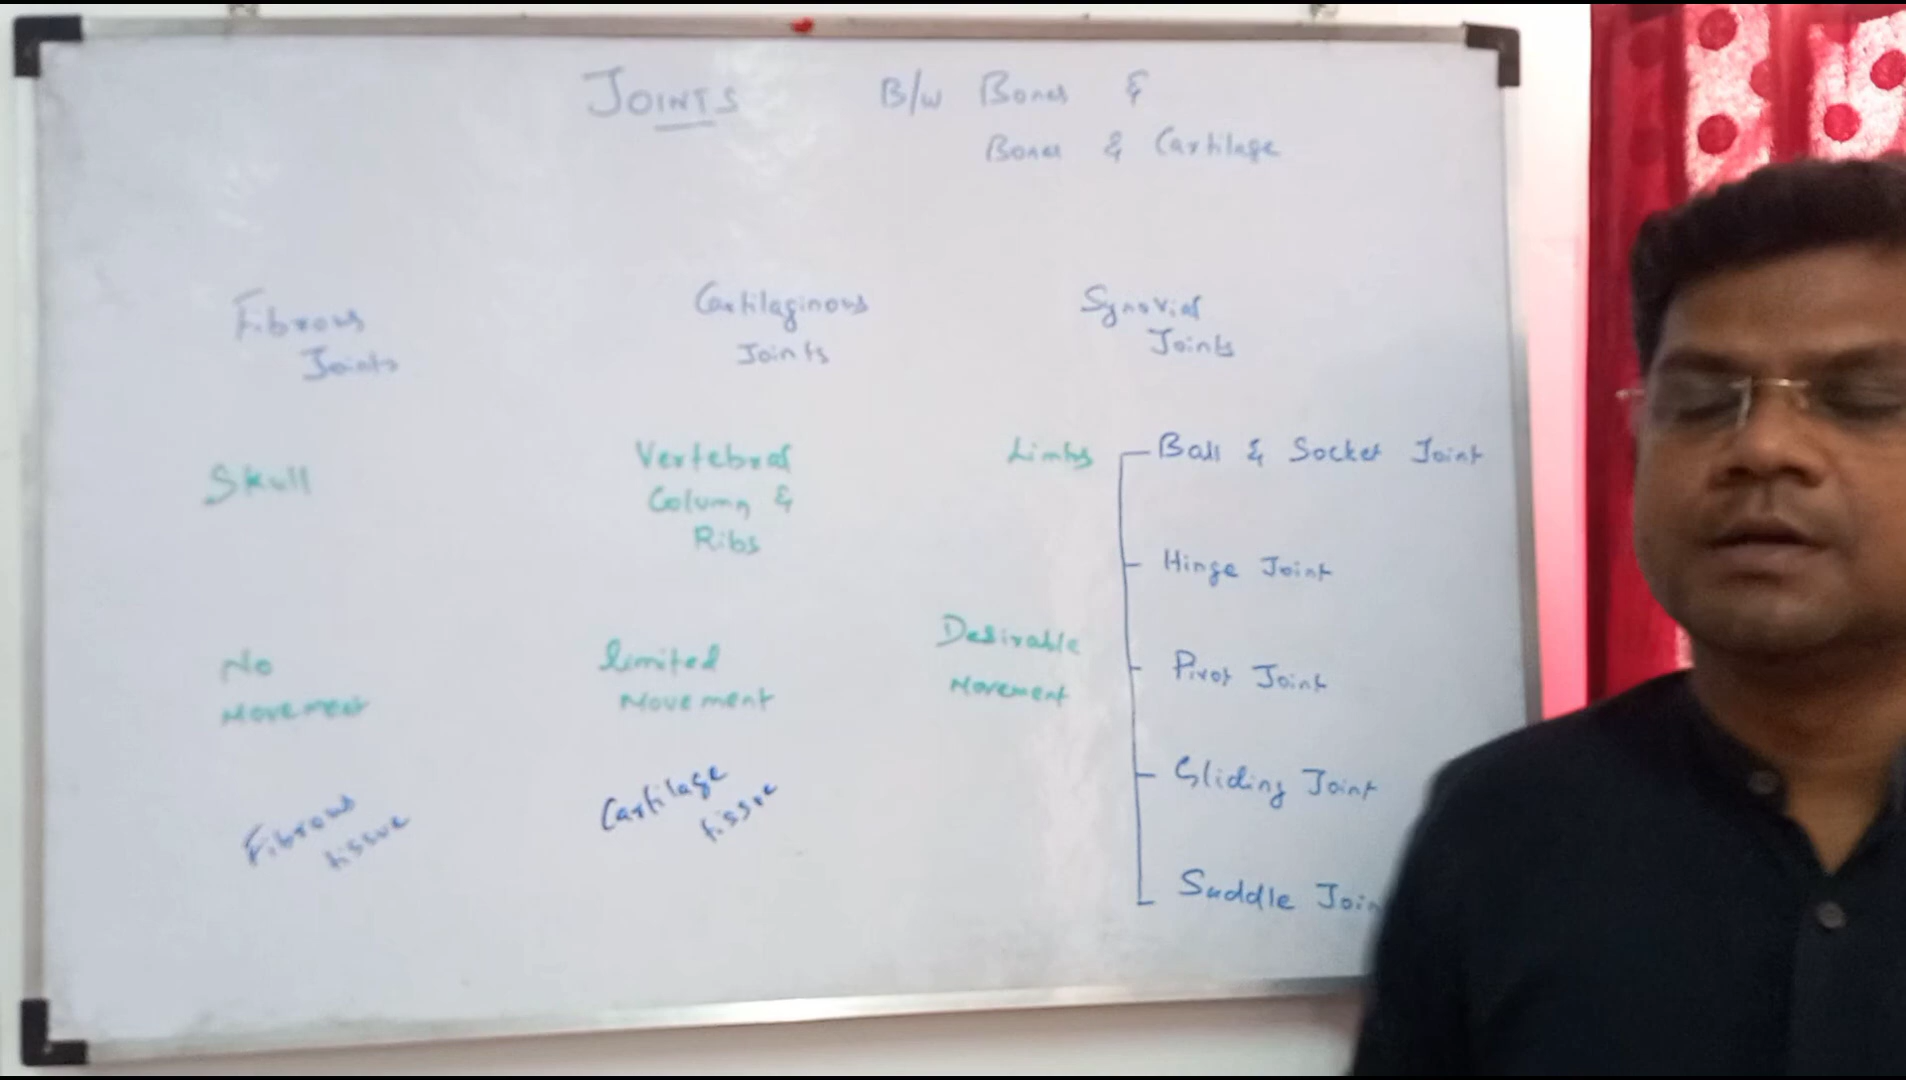 JOINTS B/W Bones &
Bones & Cartilage
Fibrous
Joints
Cartilaginous
Joints
Synovial
Joints
Skull
Vertebral
Column &
Ribs
Limbs
Ball & Socket Joint
Hinge Joint
Pivot Joint
Gliding Joint
Saddle Join
No
Movement
limited
Movement
Desirable
Movement
Fibrous
tissue
Cartilage
tissue